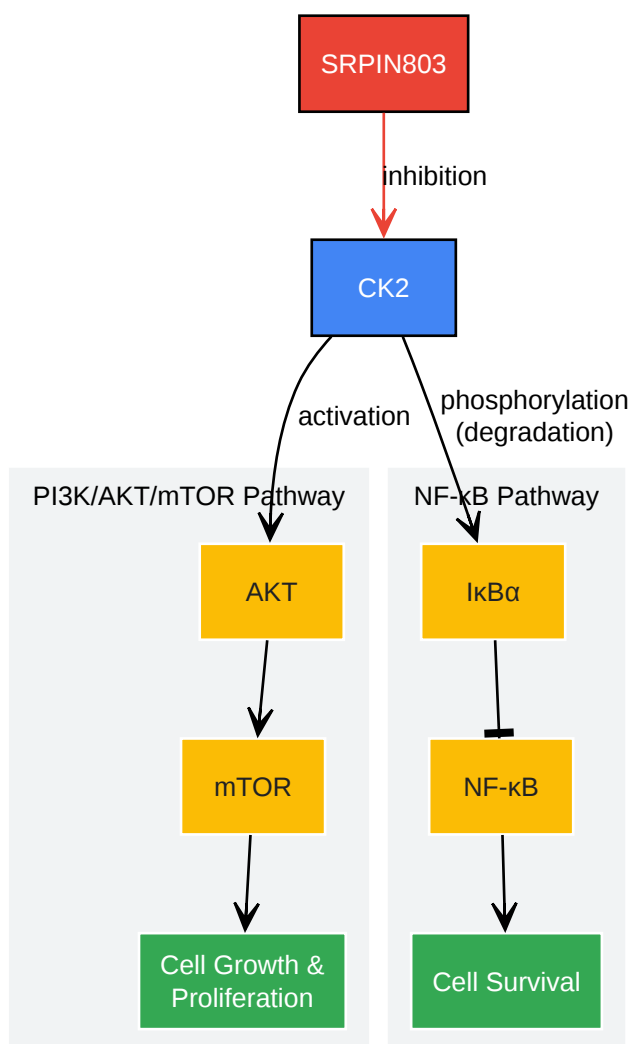 SRPIN803
inhibition
CK2
activation
phosphorylation
(degradation)
PI3K/AKT/mTOR Pathway
NF-κB Pathway
AKT
IκBα
mTOR
NF-κB
Cell Growth &
Proliferation
Cell Survival